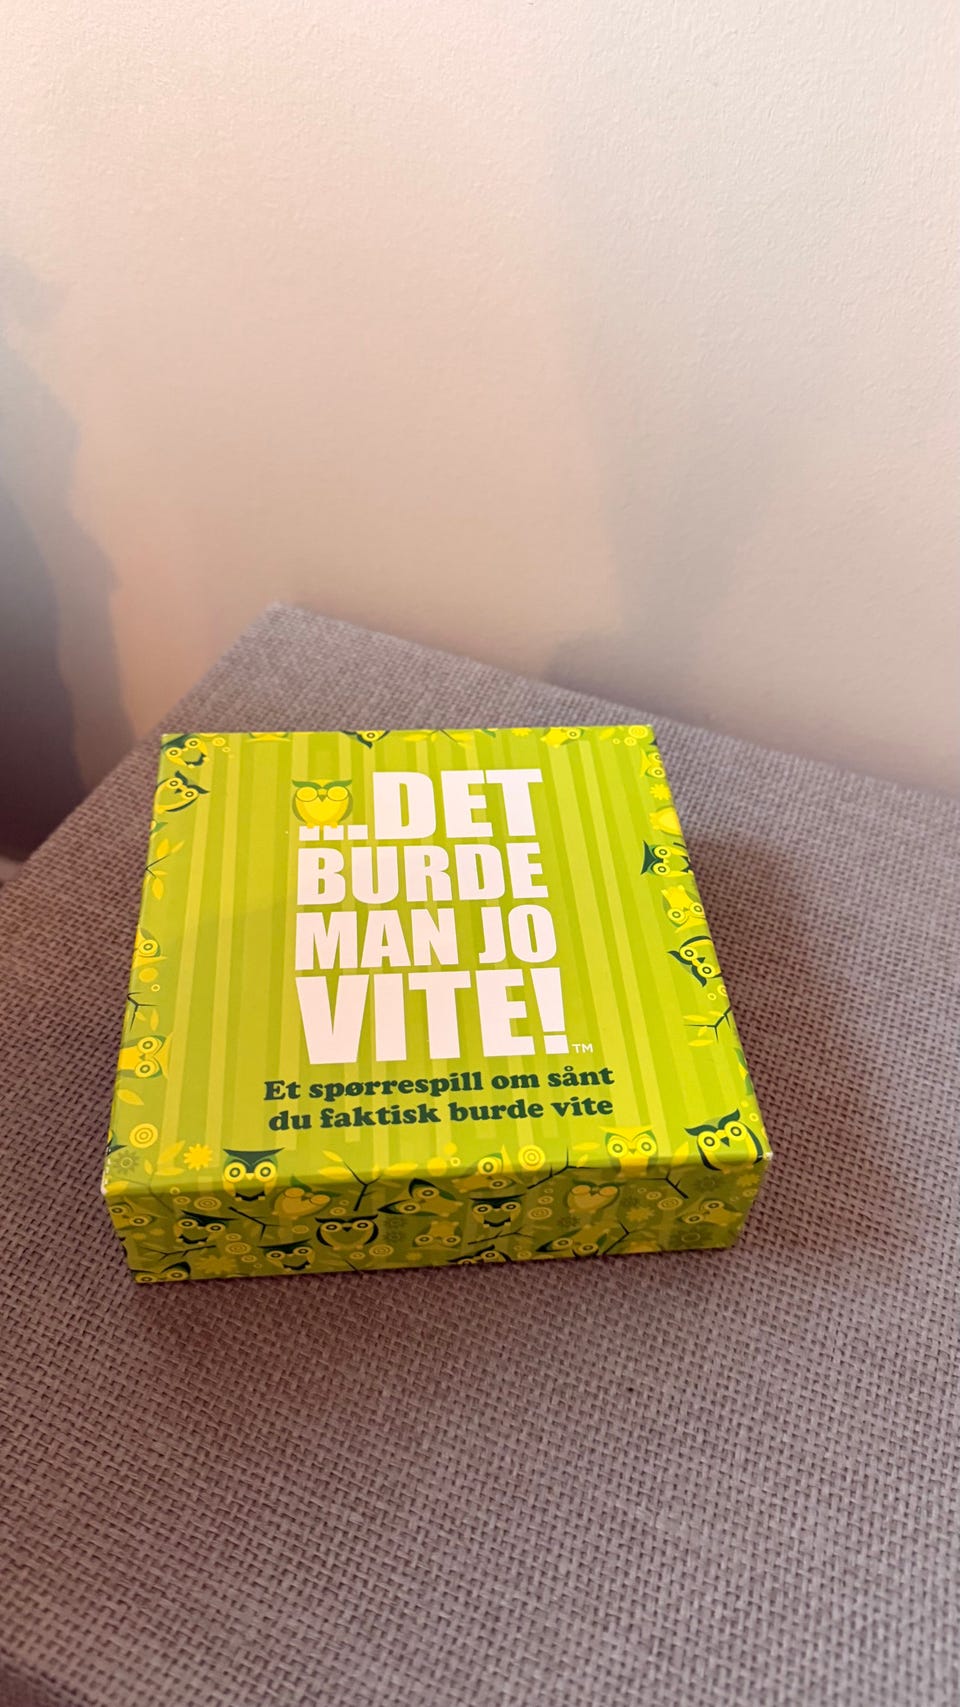 ...DET
BURDE
MAN JO
VITE!™
Et spørrespill om sånt
du faktisk burde vite